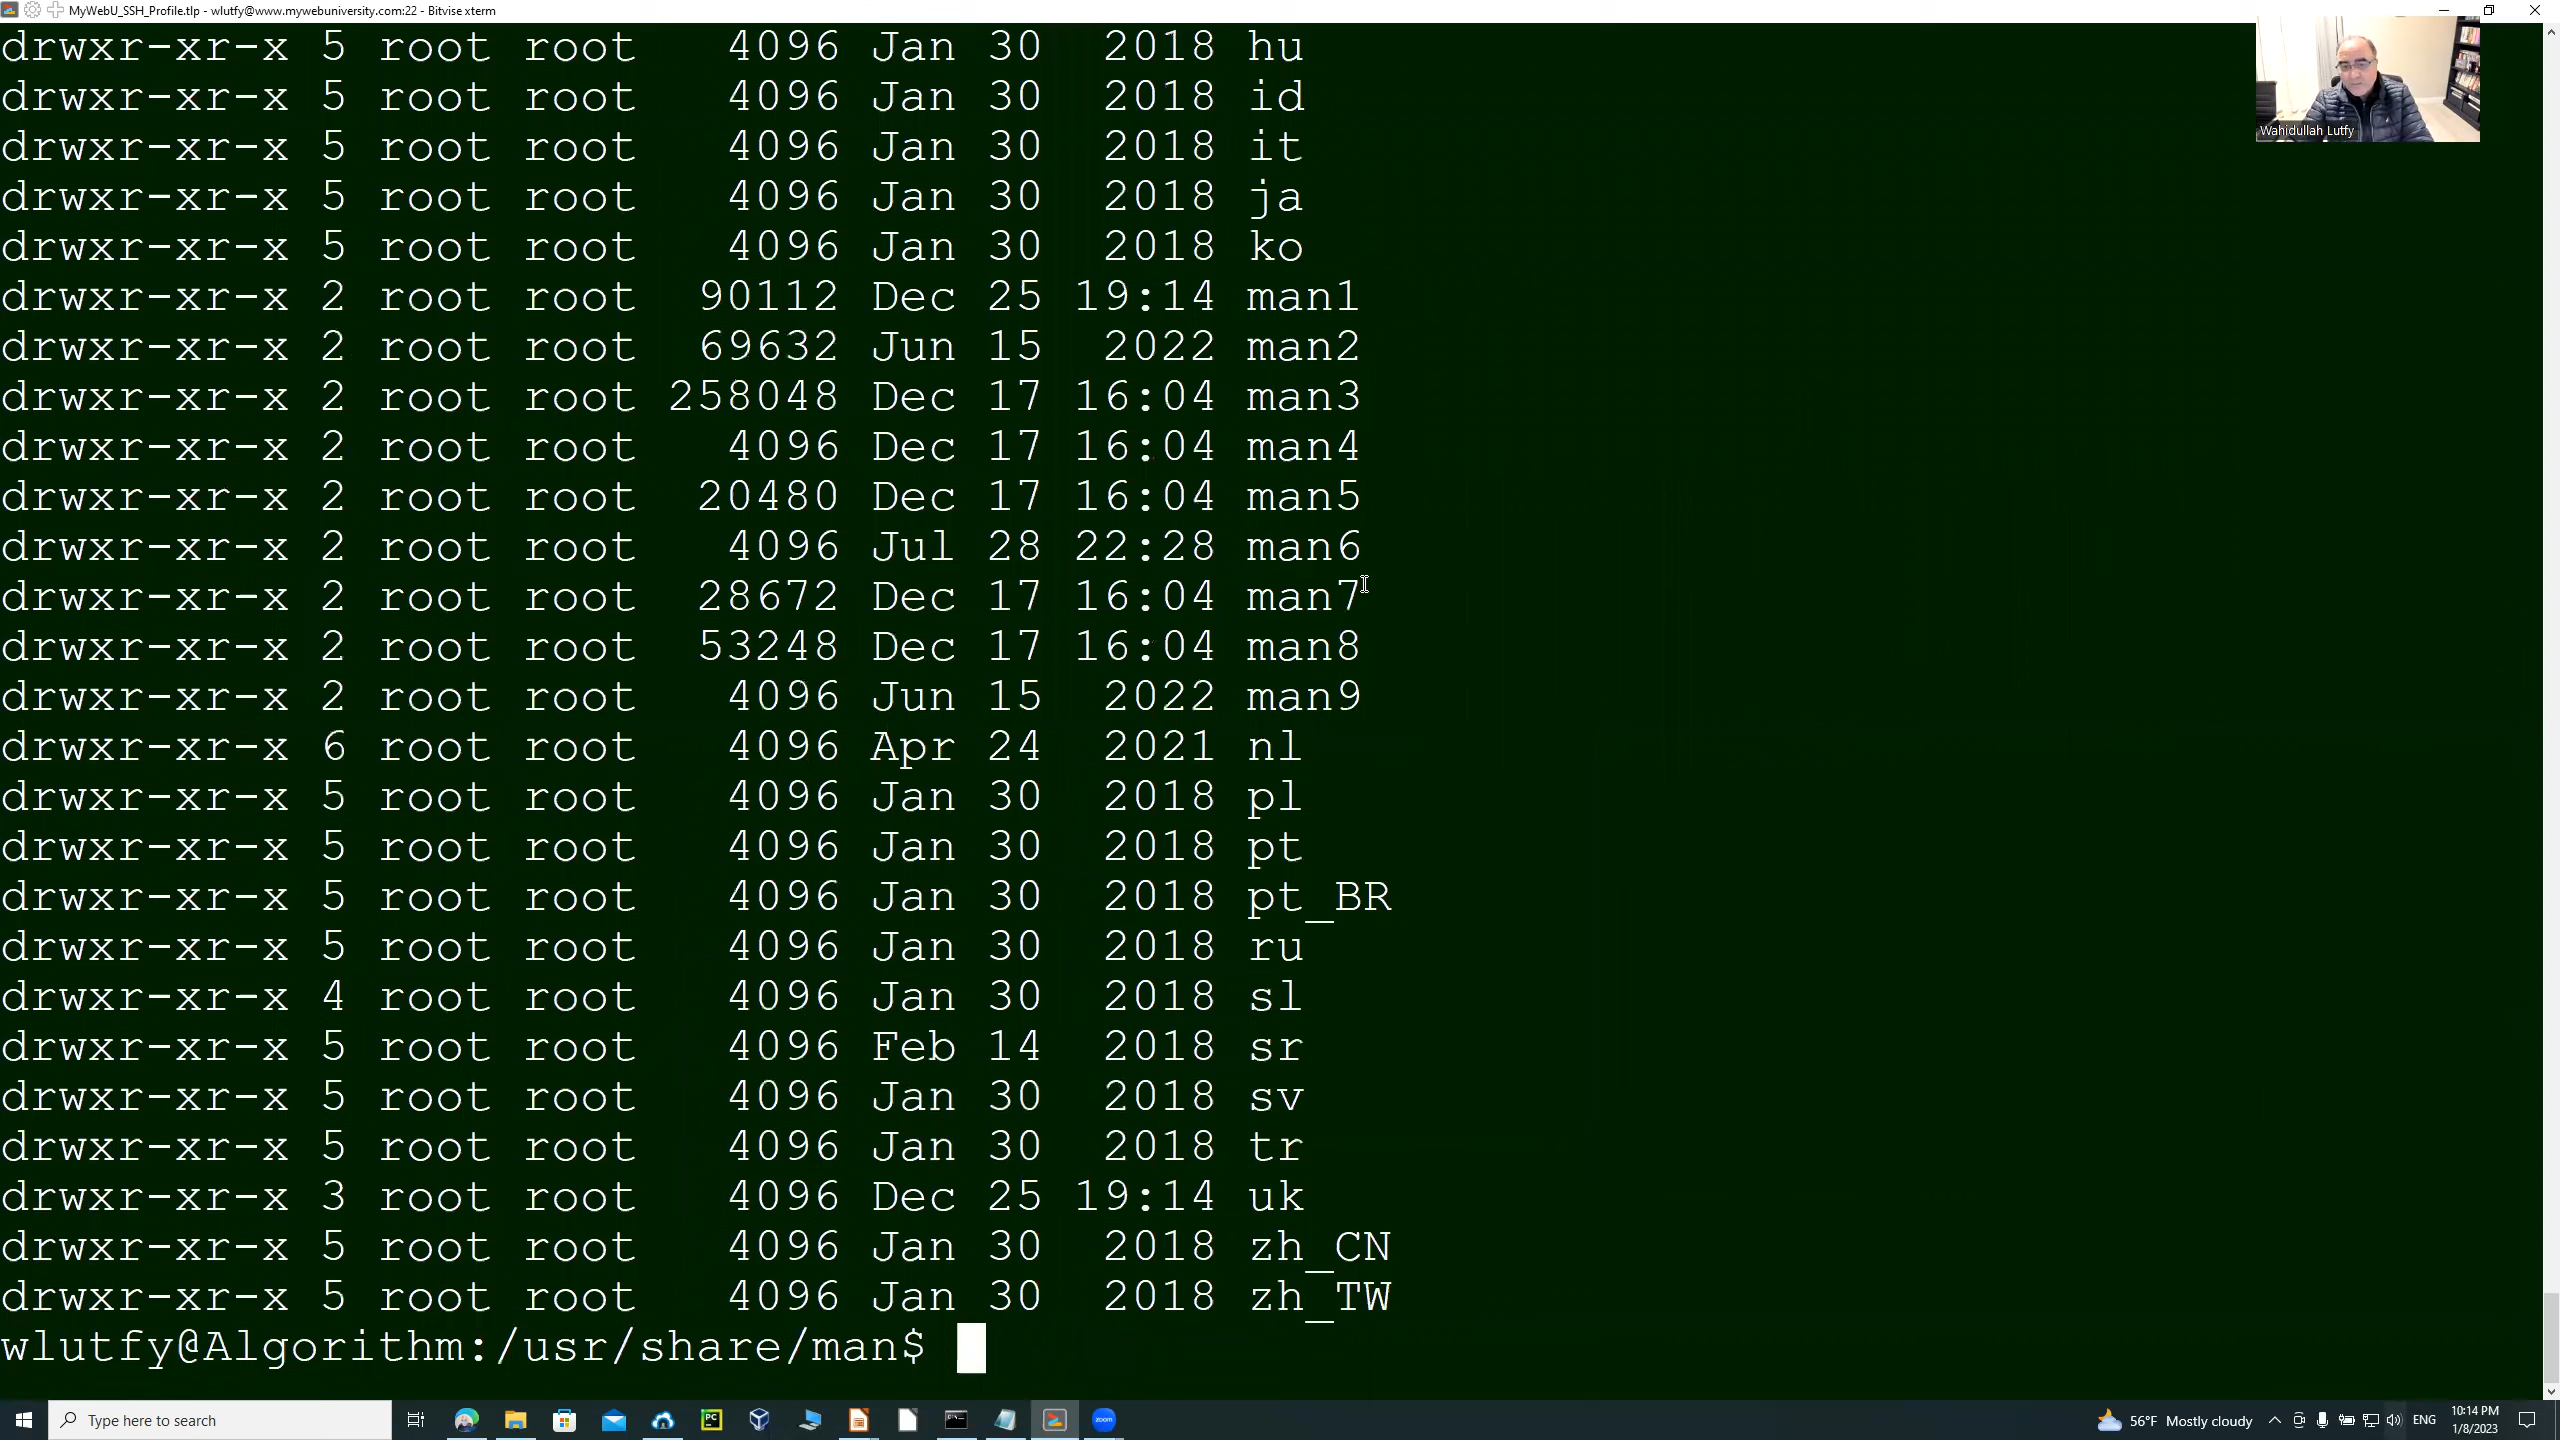 MyWebU_SSH_Profile.tlp - wlutfy@www.mywebuniversity.com:22 - Bitvise xterm
drwxr-xr-x 5 root root 4096 Jan 30 2018 hu
drwxr-xr-x 5 root root 4096 Jan 30 2018 id
drwxr-xr-x 5 root root 4096 Jan 30 2018 it
drwxr-xr-x 5 root root 4096 Jan 30 2018 ja
drwxr-xr-x 5 root root 4096 Jan 30 2018 ko
drwxr-xr-x 2 root root 90112 Dec 25 19:14 man1
drwxr-xr-x 2 root root 69632 Jun 15 2022 man2
drwxr-xr-x 2 root root 258048 Dec 17 16:04 man3
drwxr-xr-x 2 root root 4096 Dec 17 16:04 man4
drwxr-xr-x 2 root root 20480 Dec 17 16:04 man5
drwxr-xr-x 2 root root 4096 Jul 28 22:28 man6
drwxr-xr-x 2 root root 28672 Dec 17 16:04 man7
drwxr-xr-x 2 root root 53248 Dec 17 16:04 man8
drwxr-xr-x 2 root root 4096 Jun 15 2022 man9
drwxr-xr-x 6 root root 4096 Apr 24 2021 nl
drwxr-xr-x 5 root root 4096 Jan 30 2018 pl
drwxr-xr-x 5 root root 4096 Jan 30 2018 pt
drwxr-xr-x 5 root root 4096 Jan 30 2018 pt_BR
drwxr-xr-x 5 root root 4096 Jan 30 2018 ru
drwxr-xr-x 4 root root 4096 Jan 30 2018 sl
drwxr-xr-x 5 root root 4096 Feb 14 2018 sr
drwxr-xr-x 5 root root 4096 Jan 30 2018 sv
drwxr-xr-x 5 root root 4096 Jan 30 2018 tr
drwxr-xr-x 3 root root 4096 Dec 25 19:14 uk
drwxr-xr-x 5 root root 4096 Jan 30 2018 zh_CN
drwxr-xr-x 5 root root 4096 Jan 30 2018 zh_TW
wlutfy@Algorithm:/usr/share/man$
Wahidullah Lutfy
Type here to search
PC
zoom
56°F Mostly cloudy
ENG
10:14 PM
1/8/2023